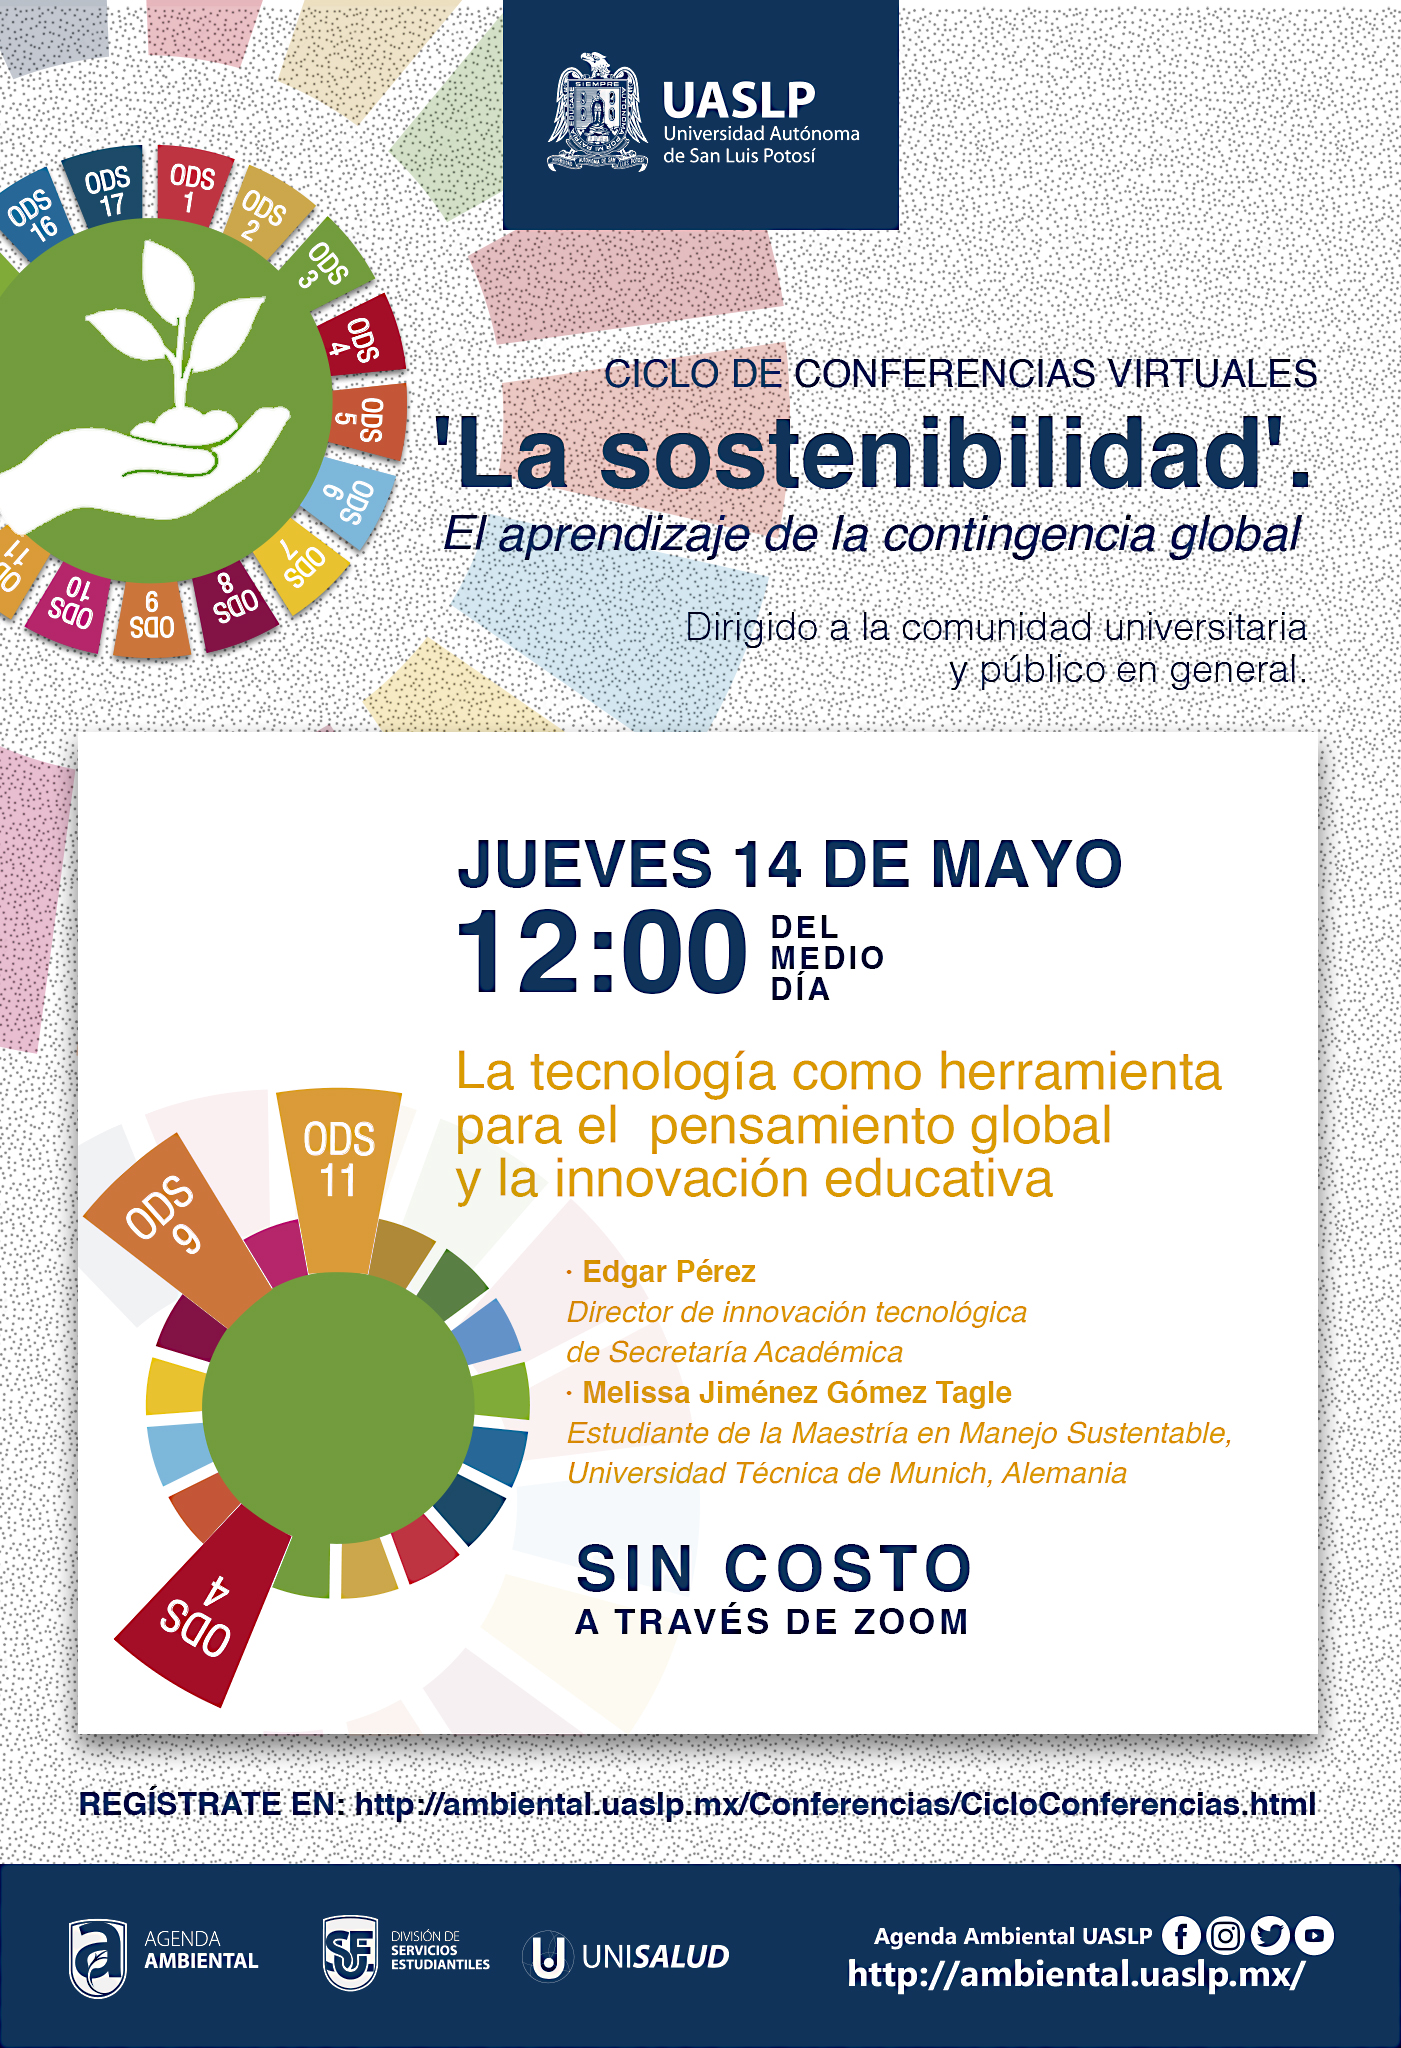 UASLP
Universidad Autónoma
de San Luis Potosí
SIEMPRE
ODS 16
ODS 17
ODS 1
ODS 2
ODS 3
ODS 4
ODS 5
ODS 6
ODS 7
ODS 8
ODS 9
ODS 10
ODS 11
CICLO DE CONFERENCIAS VIRTUALES
'La sostenibilidad'.
El aprendizaje de la contingencia global
Dirigido a la comunidad universitaria
y público en general.
JUEVES 14 DE MAYO
12:00 DEL
MEDIO
DÍA
La tecnología como herramienta
para el  pensamiento global
y la innovación educativa
ODS
11
ODS
9
ODS
4
· Edgar Pérez
Director de innovación tecnológica
de Secretaría Académica
· Melissa Jiménez Gómez Tagle
Estudiante de la Maestría en Manejo Sustentable,
Universidad Técnica de Munich, Alemania
SIN COSTO
A TRAVÉS DE ZOOM
REGÍSTRATE EN: http://ambiental.uaslp.mx/Conferencias/CicloConferencias.html
AGENDA
AMBIENTAL
DIVISIÓN DE
SERVICIOS
ESTUDIANTILES
UNISALUD
Agenda Ambiental UASLP
http://ambiental.uaslp.mx/